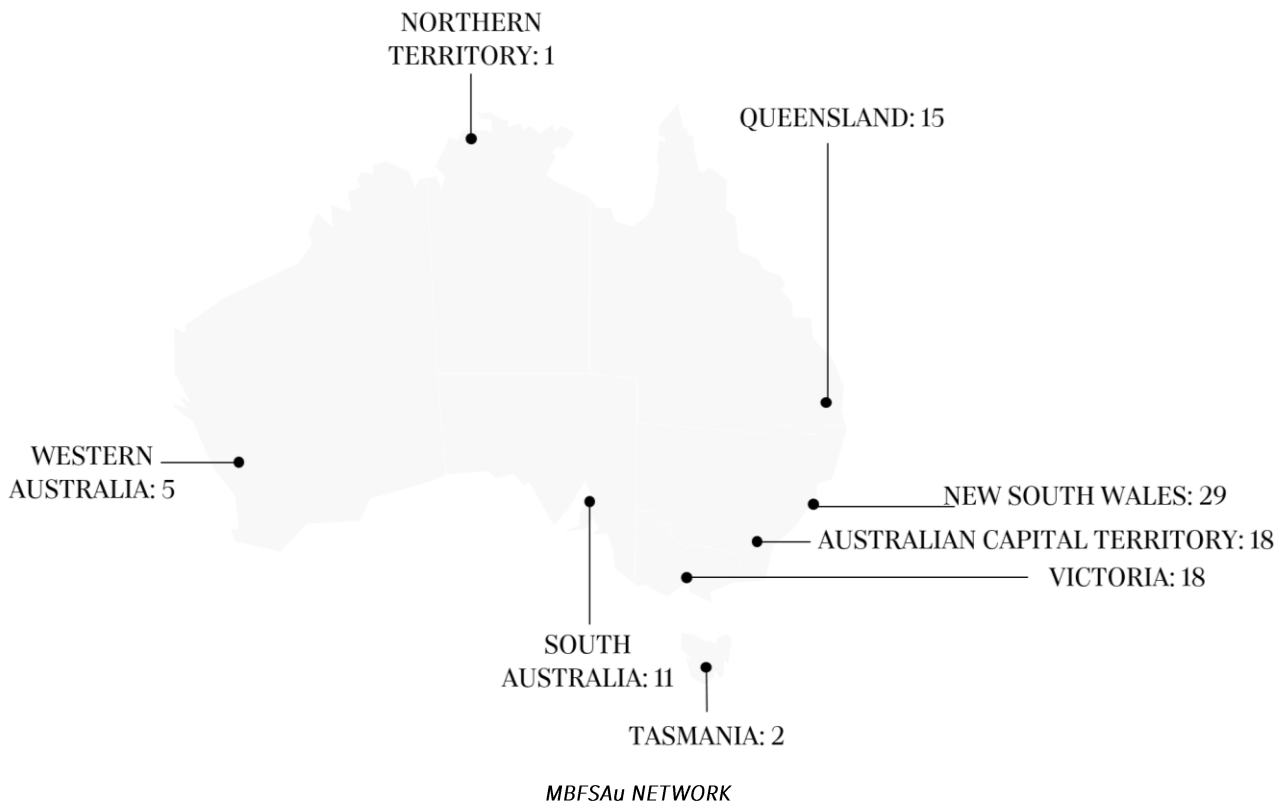 NORTHERN
TERRITORY: 1
QUEENSLAND: 15
WESTERN
AUSTRALIA: 5
NEW SOUTH WALES: 29
AUSTRALIAN CAPITAL TERRITORY: 18
VICTORIA: 18
SOUTH
AUSTRALIA: 11
TASMANIA: 2
MBFSAu NETWORK